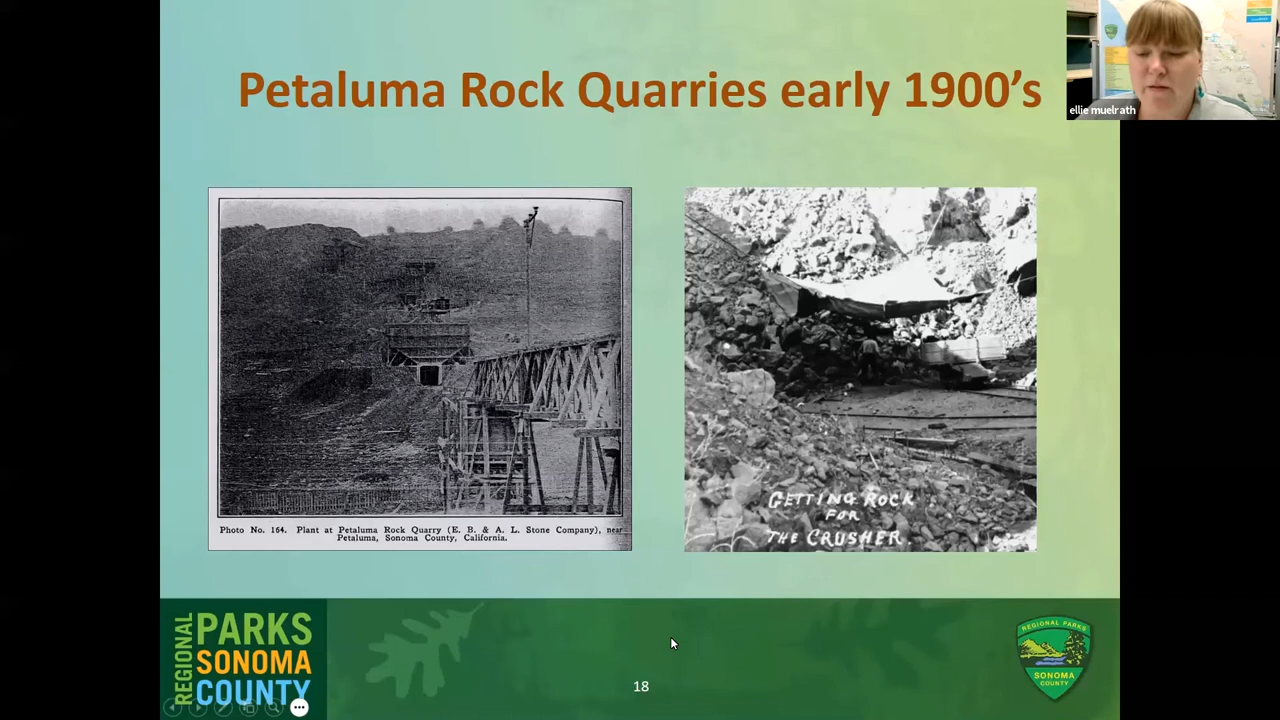 Petaluma Rock Quarries early 1900’s
ellie muelrath
Photo No. 164. Plant at Petaluma Rock Quarry (E. B. & A. L. Stone Company), near
Petaluma, Sonoma County, California.
GETTING ROCK
FOR
THE CRUSHER.
REGIONAL
PARKS
SONOMA
COUNTY
18
REGIONAL PARKS
SONOMA
COUNTY